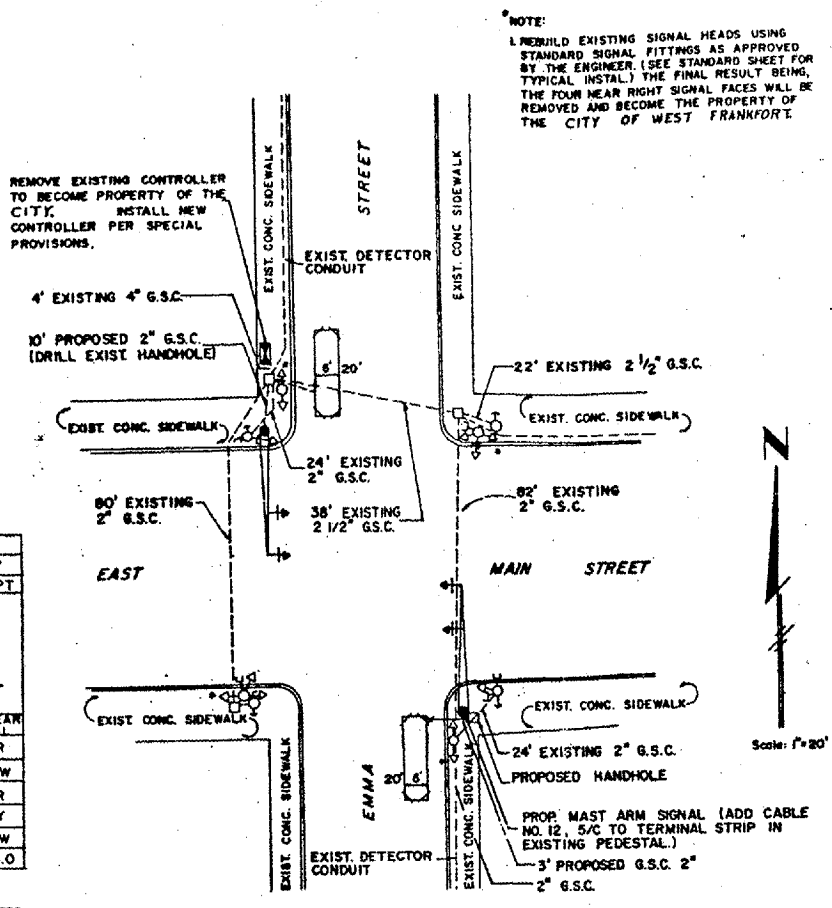 *NOTE:
1. REBUILD EXISTING SIGNAL HEADS USING
STANDARD SIGNAL FITTINGS AS APPROVED
BY THE ENGINEER. (SEE STANDARD SHEET FOR
TYPICAL INSTAL.) THE FINAL RESULT BEING,
THE FOUR NEAR RIGHT SIGNAL FACES WILL BE
REMOVED AND BECOME THE PROPERTY OF
THE CITY OF WEST FRANKFORT.
REMOVE EXISTING CONTROLLER
TO BECOME PROPERTY OF THE
CITY. INSTALL NEW
CONTROLLER PER SPECIAL
PROVISIONS.
EXIST. CONC. SIDEWALK
STREET
EXIST. CONC SIDEWALK
EXIST. DETECTOR
CONDUIT
4' EXISTING 4" G.S.C.
10' PROPOSED 2" G.S.C.
(DRILL EXIST. HANDHOLE)
6' 20'
22' EXISTING 2 1/2" G.S.C.
EXIST. CONC. SIDEWALK
EXIST. CONC. SIDEWALK
24' EXISTING
2" G.S.C.
80' EXISTING
2" G.S.C.
38' EXISTING
2 1/2" G.S.C.
82' EXISTING
2" G.S.C.
N
EAST
MAIN STREET
PT
EXIST. CONC. SIDEWALK
EXIST. CONC. SIDEWALK
EAR
R
W
R
Y
W
.O
24' EXISTING 2" G.S.C.
Scale: 1"=20'
PROPOSED HANDHOLE
20' 6'
EMMA
EXIST. CONC. SIDEWALK
EXIST. CONC. SIDEWALK
PROP. MAST ARM SIGNAL (ADD CABLE
NO. 12, 5/C TO TERMINAL STRIP IN
EXISTING PEDESTAL.)
EXIST. DETECTOR
CONDUIT
3' PROPOSED G.S.C. 2"
2" G.S.C.